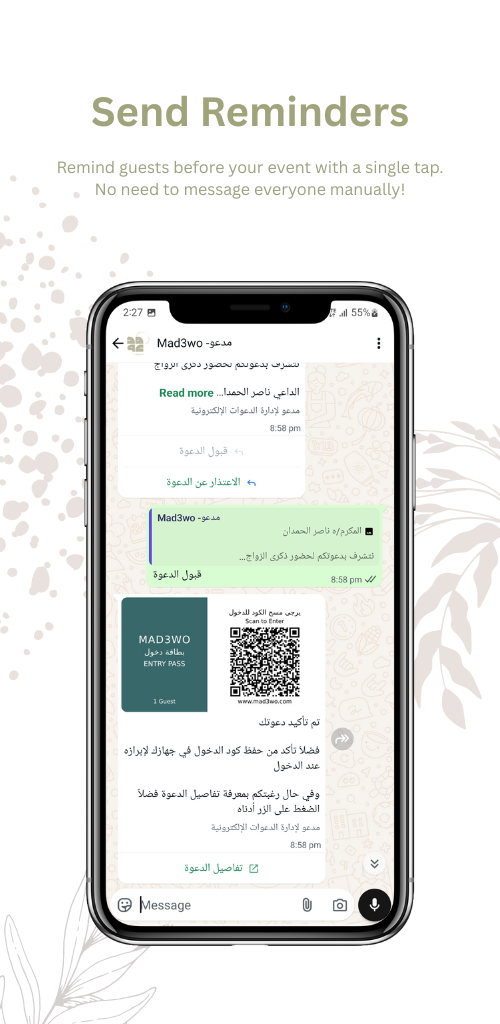 Send Reminders
Remind guests before your event with a single tap.
No need to message everyone manually!
2:27
55%
Mad3wo -مدعو
نتشرف بدعوتكم لحضور ذكرى الزواج
الداعي ناصر الحمدا... Read more
مدعو لإدارة الدعوات الإلكترونية
8:58 pm
قبول الدعوة
الاعتذار عن الدعوة
Mad3wo -مدعو
المكرم/ه ناصر الحمدان
نتشرف بدعوتكم لحضور ذكرى الزواج...
قبول الدعوة
8:58 pm
MAD3WO
بطاقة دخول
ENTRY PASS
1 Guest
يرجى مسح الكود للدخول
Scan to Enter
www.mad3wo.com
تم تأكيد دعوتك
فضلاً تأكد من حفظ كود الدخول في جهازك لإبرازه
عند الدخول
وفي حال رغبتكم بمعرفة تفاصيل الدعوة فضلاً
الضغط على الزر أدناه
مدعو لإدارة الدعوات الإلكترونية
8:58 pm
تفاصيل الدعوة
Message